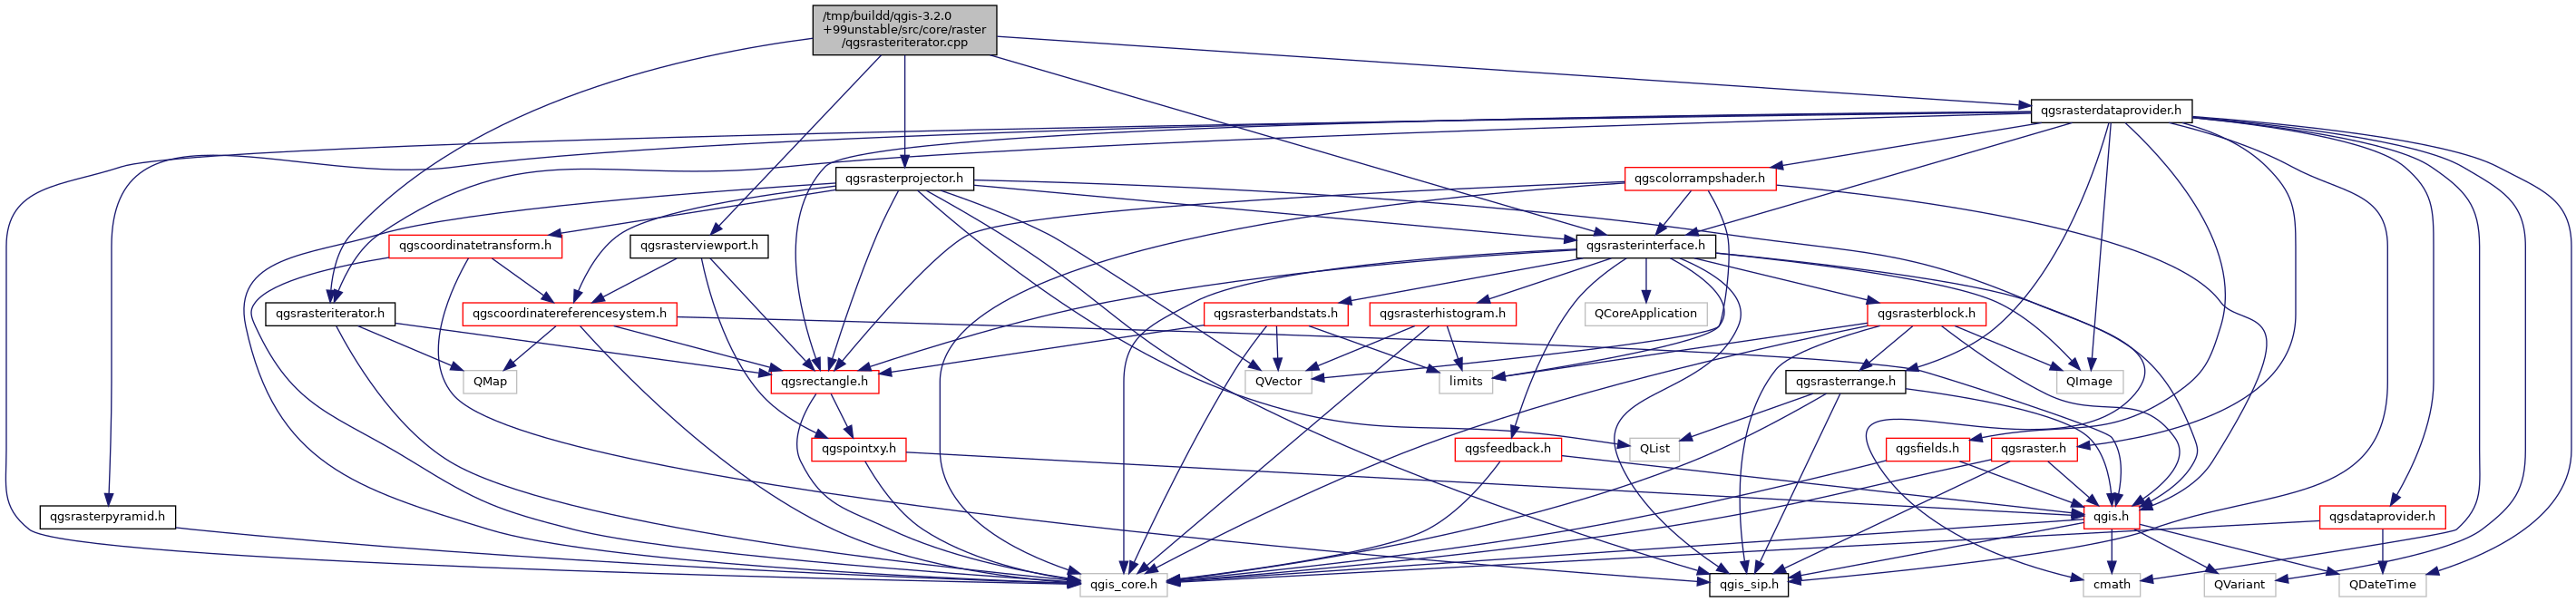 /tmp/buildd/qgis-3.2.0
+99unstable/src/core/raster
/qgsrasteriterator.cpp
qgsrasterdataprovider.h
qgsrasterprojector.h
qgscolorrampshader.h
qgscoordinatetransform.h
qgsrasterviewport.h
qgsrasterinterface.h
qgsrasteriterator.h
qgscoordinatereferencesystem.h
qgsrasterbandstats.h
qgsrasterhistogram.h
QCoreApplication
qgsrasterblock.h
QMap
qgsrectangle.h
QVector
limits
qgsrasterrange.h
QImage
qgspointxy.h
qgsfeedback.h
QList
qgsfields.h
qgsraster.h
qgsrasterpyramid.h
qgis.h
qgsdataprovider.h
qgis_core.h
qgis_sip.h
cmath
QVariant
QDateTime